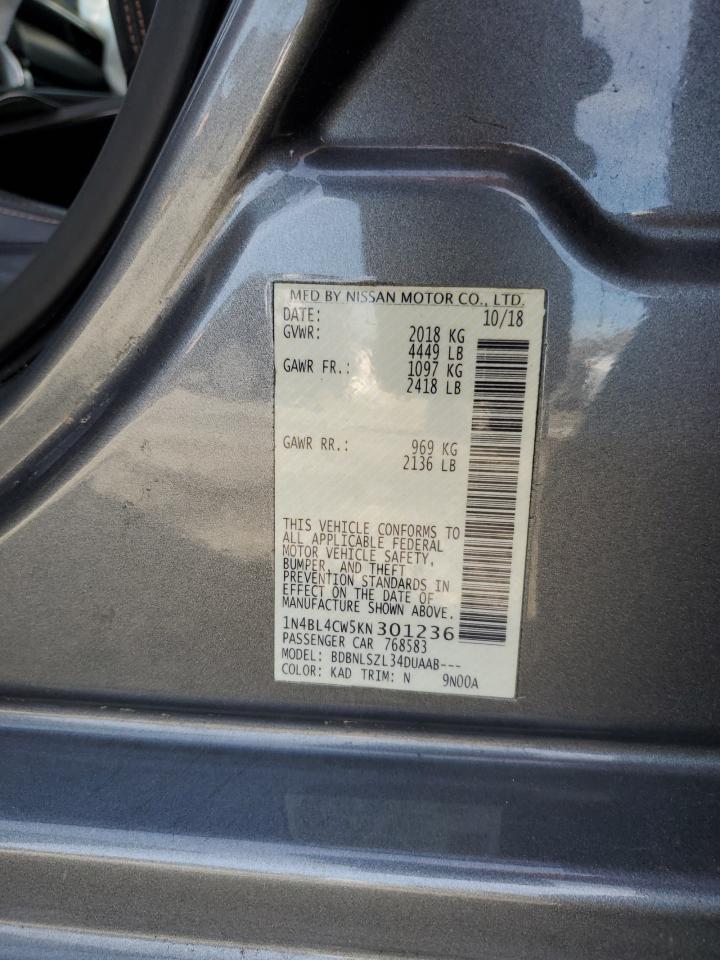 MFD BY NISSAN MOTOR CO., LTD.
DATE: 10/18
GVWR: 2018 KG
4449 LB
GAWR FR.: 1097 KG
2418 LB
GAWR RR.: 969 KG
2136 LB
THIS VEHICLE CONFORMS TO
ALL APPLICABLE FEDERAL
MOTOR VEHICLE SAFETY,
BUMPER, AND THEFT
PREVENTION STANDARDS IN
EFFECT ON THE DATE OF
MANUFACTURE SHOWN ABOVE.
1N4BL4CW5KN301236
PASSENGER CAR 768583
MODEL: BDBNLSZL34DUAAB---
COLOR: KAD TRIM: N 9N00A